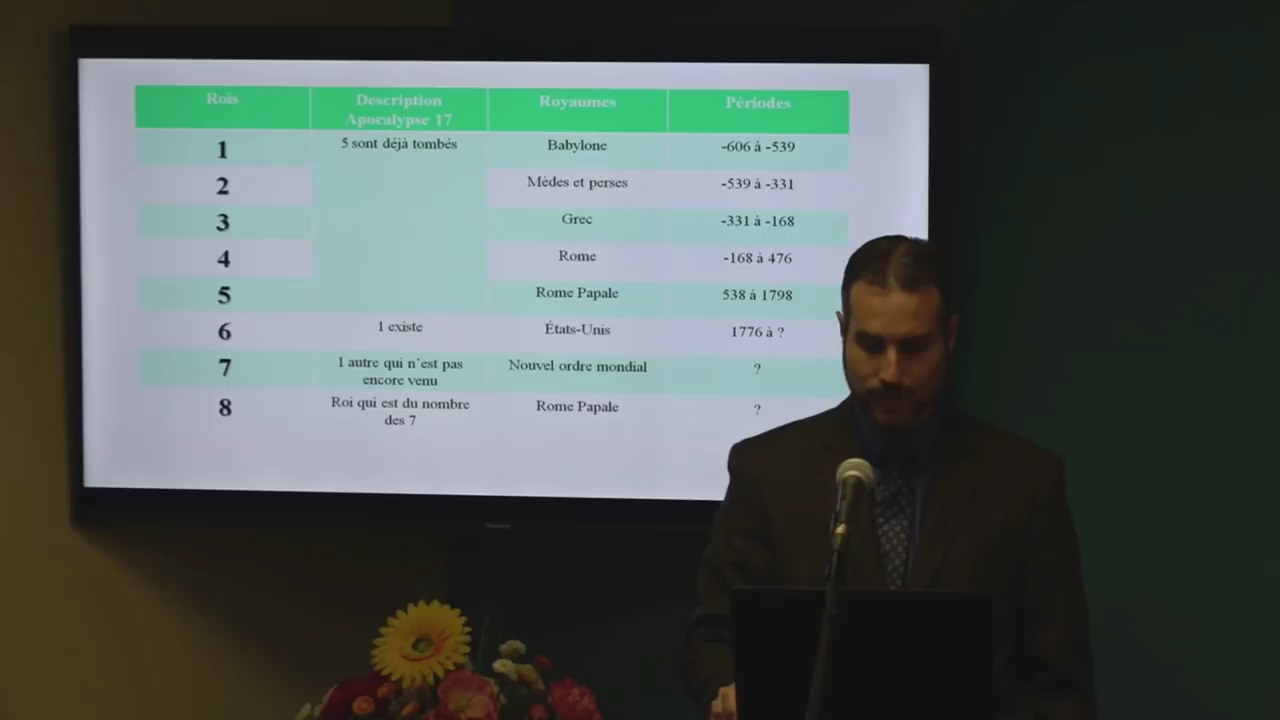 Rois Description Royaumes Périodes
Apocalypse 17
1 5 sont déjà tombés Babylone -606 à -539
2 Mèdes et perses -539 à -331
3 Grec -331 à -168
4 Rome -168 à 476
5 Rome Papale 538 à 1798
6 1 existe États-Unis 1776 à ?
7 1 autre qui n`est pas Nouvel ordre mondial ?
encore venu
8 Roi qui est du nombre Rome Papale ?
des 7